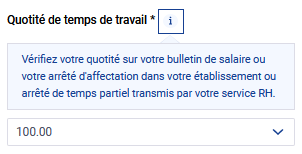 Quotité de temps de travail * i
Vérifiez votre quotité sur votre bulletin de salaire ou
votre arrêté d'affectation dans votre établissement ou
arrêté de temps partiel transmis par votre service RH.
100.00